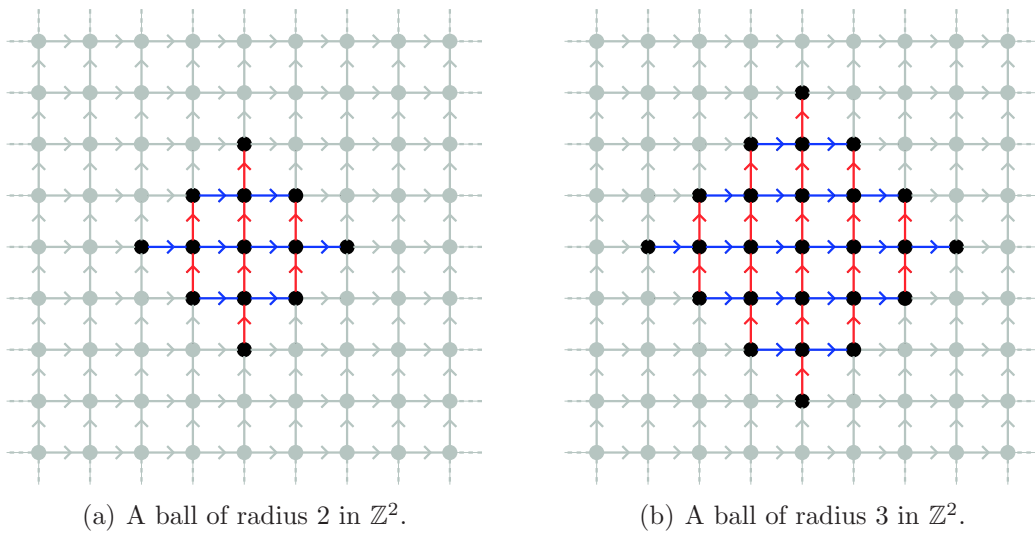 (a) A ball of radius 2 in ℤ².
(b) A ball of radius 3 in ℤ².